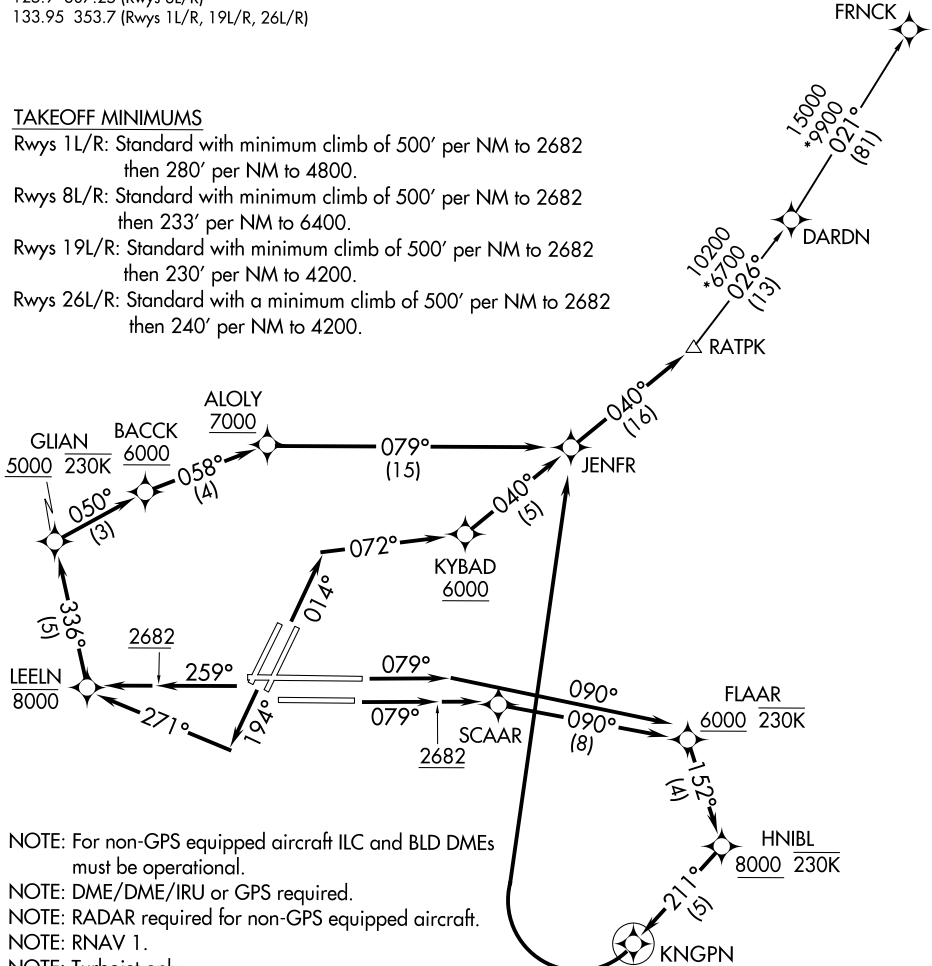 133.95 353.7 (Rwys 1L/R, 19L/R, 26L/R)
FRNCK
15000
*9900
021°
(81)
TAKEOFF MINIMUMS
Rwys 1L/R: Standard with minimum climb of 500' per NM to 2682
then 280' per NM to 4800.
Rwys 8L/R: Standard with minimum climb of 500' per NM to 2682
then 233' per NM to 6400.
Rwys 19L/R: Standard with minimum climb of 500' per NM to 2682
then 230' per NM to 4200.
Rwys 26L/R: Standard with a minimum climb of 500' per NM to 2682
then 240' per NM to 4200.
DARDN
10200
*6700
026°
(13)
RATPK
040°
(16)
ALOLY
7000
BACCK
6000
GLIAN
5000 230K
050°
(3)
058°
(4)
079°
(15)
JENFR
040°
(5)
072°
KYBAD
6000
014°
336°
(5)
2682
LEELN
8000
259°
271°
194°
079°
079°
2682
SCAAR
090°
090°
(8)
FLAAR
6000 230K
152°
(4)
HNIBL
8000 230K
211°
(5)
KNGPN
NOTE: For non-GPS equipped aircraft ILC and BLD DMEs
must be operational.
NOTE: DME/DME/IRU or GPS required.
NOTE: RADAR required for non-GPS equipped aircraft.
NOTE: RNAV 1.